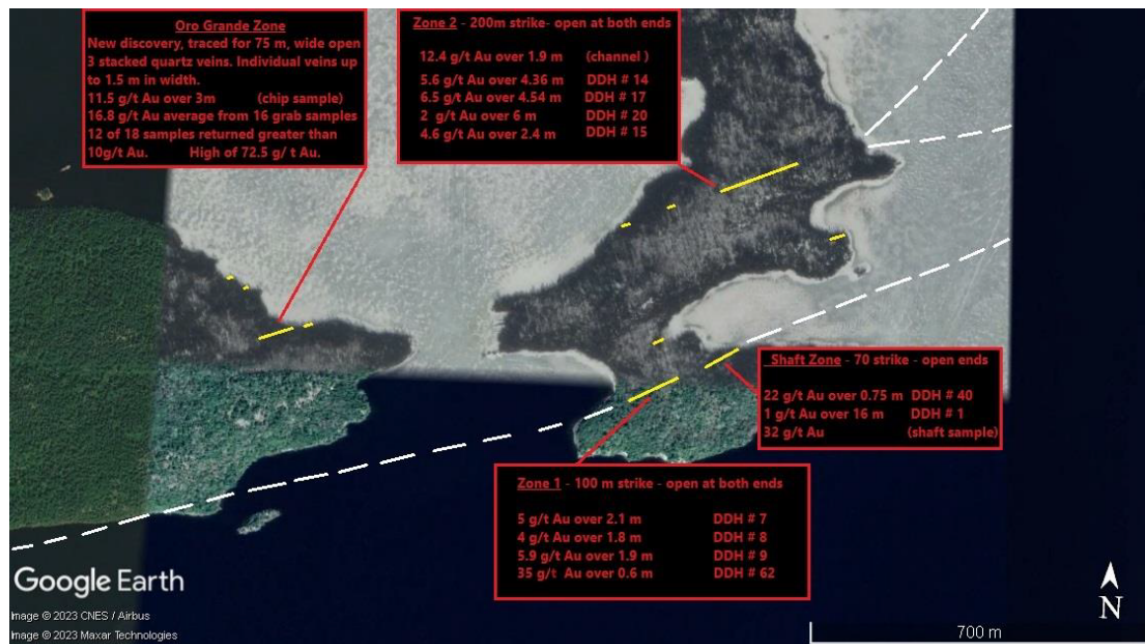 Oro Grande Zone
New discovery, traced for 75 m, wide open
3 stacked quartz veins. Individual veins up
to 1.5 m in width.
11.5 g/t Au over 3m (chip sample)
16.8 g/t Au average from 16 grab samples
12 of 18 samples returned greater than
10g/t Au. High of 72.5 g/ t Au.
Zone 2 - 200m strike- open at both ends
12.4 g/t Au over 1.9 m (channel)
5.6 g/t Au over 4.36 m DDH # 14
6.5 g/t Au over 4.54 m DDH # 17
2 g/t Au over 6 m DDH # 20
4.6 g/t Au over 2.4 m DDH # 15
Shaft Zone - 70 strike - open ends
22 g/t Au over 0.75 m DDH # 40
1 g/t Au over 16 m DDH # 1
32 g/t Au (shaft sample)
Zone 1 - 100 m strike - open at both ends
5 g/t Au over 2.1 m DDH # 7
4 g/t Au over 1.8 m DDH # 8
5.9 g/t Au over 1.9 m DDH # 9
35 g/t Au over 0.6 m DDH # 62
Google Earth
Image © 2023 CNES / Airbus
Image © 2023 Maxar Technologies
N
700 m